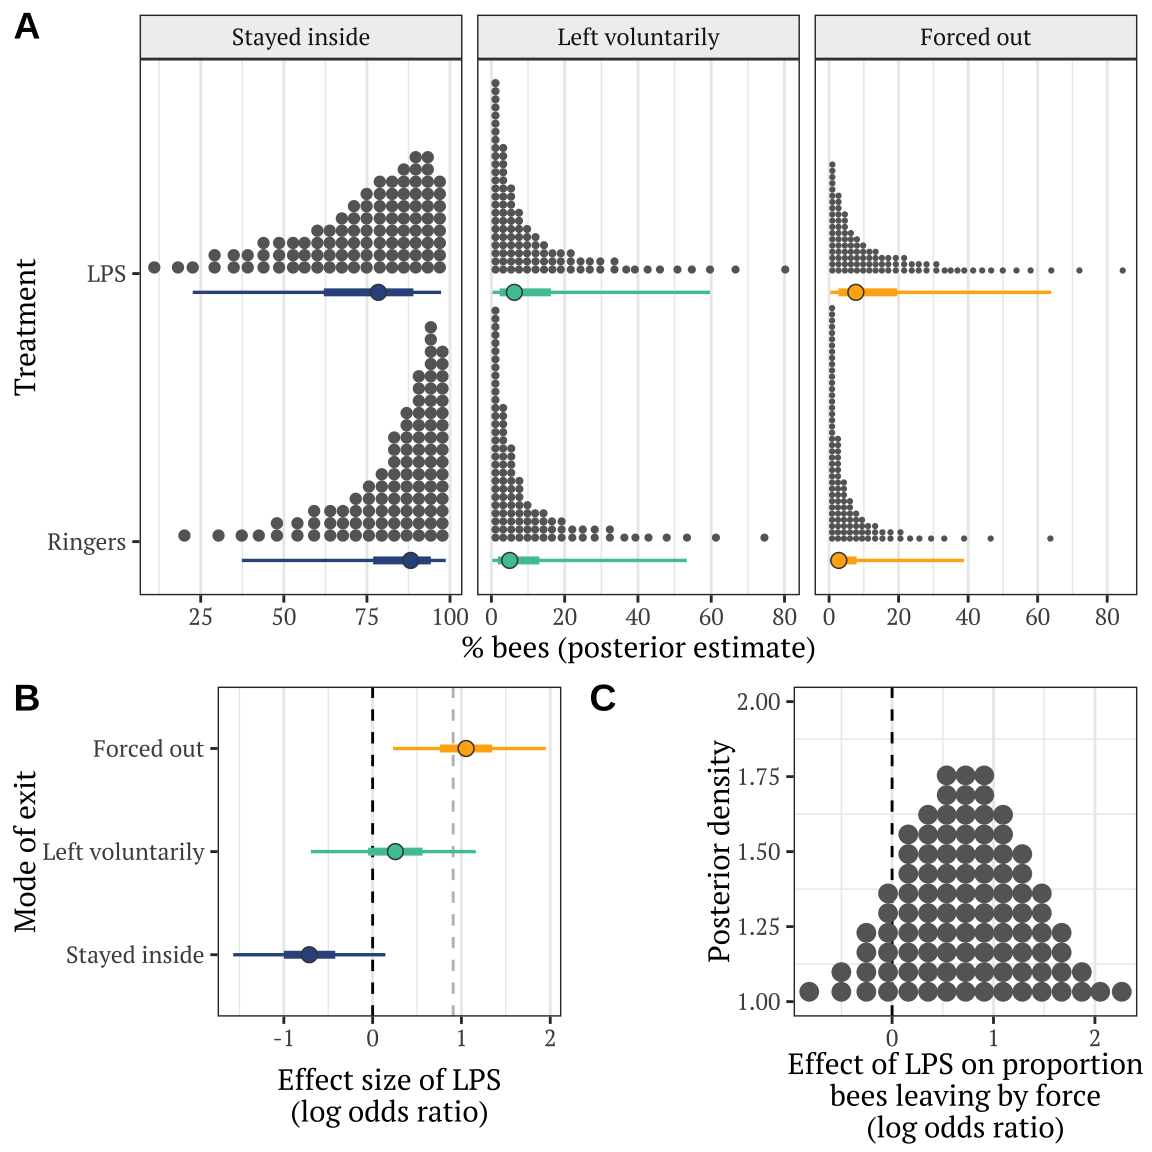 A
Stayed inside
Left voluntarily
Forced out
Treatment
LPS
Ringers
25 50 75 100
0 20 40 60 80
0 20 40 60 80
% bees (posterior estimate)
B
Mode of exit
Forced out
Left voluntarily
Stayed inside
-1 0 1 2
Effect size of LPS
(log odds ratio)
C
Posterior density
2.00
1.75
1.50
1.25
1.00
0 1 2
Effect of LPS on proportion
bees leaving by force
(log odds ratio)